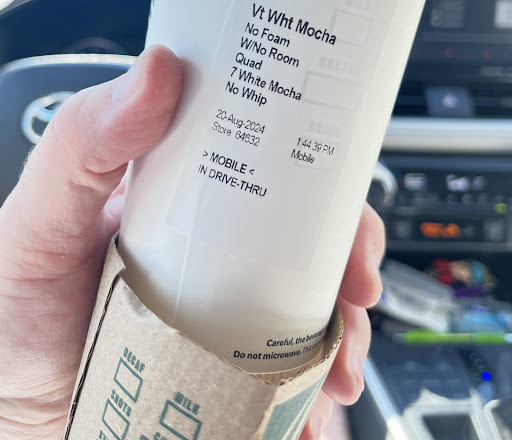 Vt Wht Mocha
No Foam
W/No Room
Quad
7 White Mocha
No Whip
20-Aug-2024 1:44:39 PM
Store 64632 Mobile
> MOBILE <
IN DRIVE-THRU
Careful, the
Do not microwave.
DECAF
SHOTS
MILK